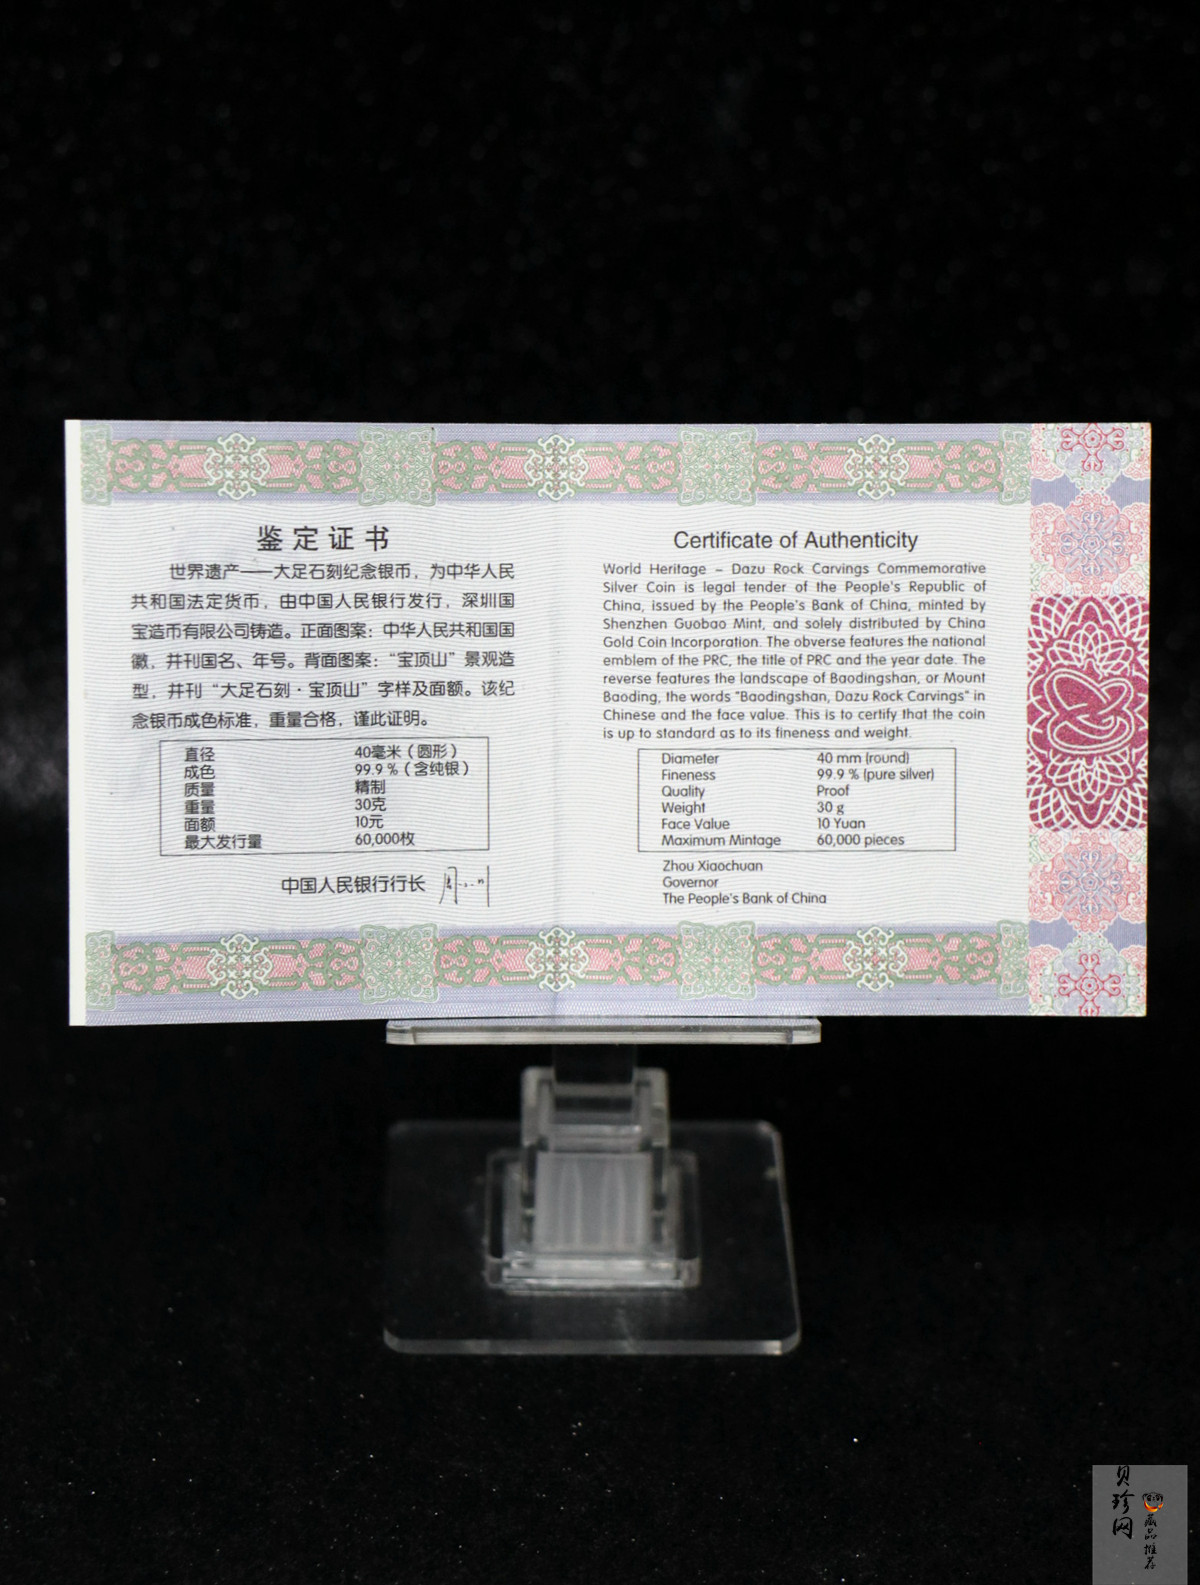 鉴定证书
世界遗产——大足石刻纪念银币，为中华人民
共和国法定货币，由中国人民银行发行，深圳国
宝造币有限公司铸造。正面图案：中华人民共和国国
徽，并刊国名、年号。背面图案：“宝顶山”景观造
型，并刊“大足石刻·宝顶山”字样及面额。该纪
念银币成色标准，重量合格，谨此证明。
直径 40毫米（圆形）
成色 99.9％（含纯银）
质量 精制
重量 30克
面额 10元
最大发行量 60,000枚
中国人民银行行长
Certificate of Authenticity
World Heritage – Dazu Rock Carvings Commemorative
Silver Coin is legal tender of the People's Republic of
China, issued by the People's Bank of China, minted by
Shenzhen Guobao Mint, and solely distributed by China
Gold Coin Incorporation. The obverse features the national
emblem of the PRC, the title of PRC and the year date. The
reverse features the landscape of Baodingshan, or Mount
Baoding, the words "Baodingshan, Dazu Rock Carvings" in
Chinese and the face value. This is to certify that the coin
is up to standard as to its fineness and weight.
Diameter 40 mm (round)
Fineness 99.9 % (pure silver)
Quality Proof
Weight 30 g
Face Value 10 Yuan
Maximum Mintage 60,000 pieces
Zhou Xiaochuan
Governor
The People's Bank of China
贝珍网
藏品推荐